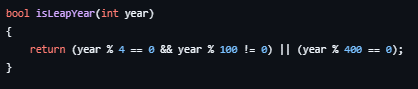 bool isLeapYear(int year)
{
    return (year % 4 == 0 && year % 100 != 0) || (year % 400 == 0);
}